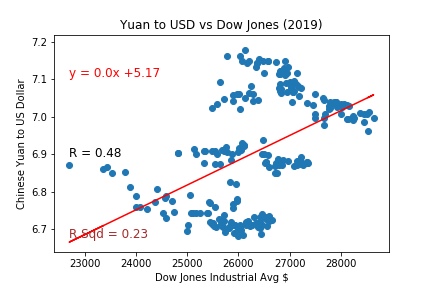 Yuan to USD vs Dow Jones (2019)
7.2
y = 0.0x +5.17
7.1
7.0
Chinese Yuan to US Dollar
R = 0.48
6.9
6.8
6.7
R Sqd = 0.23
23000 24000 25000 26000 27000 28000
Dow Jones Industrial Avg $